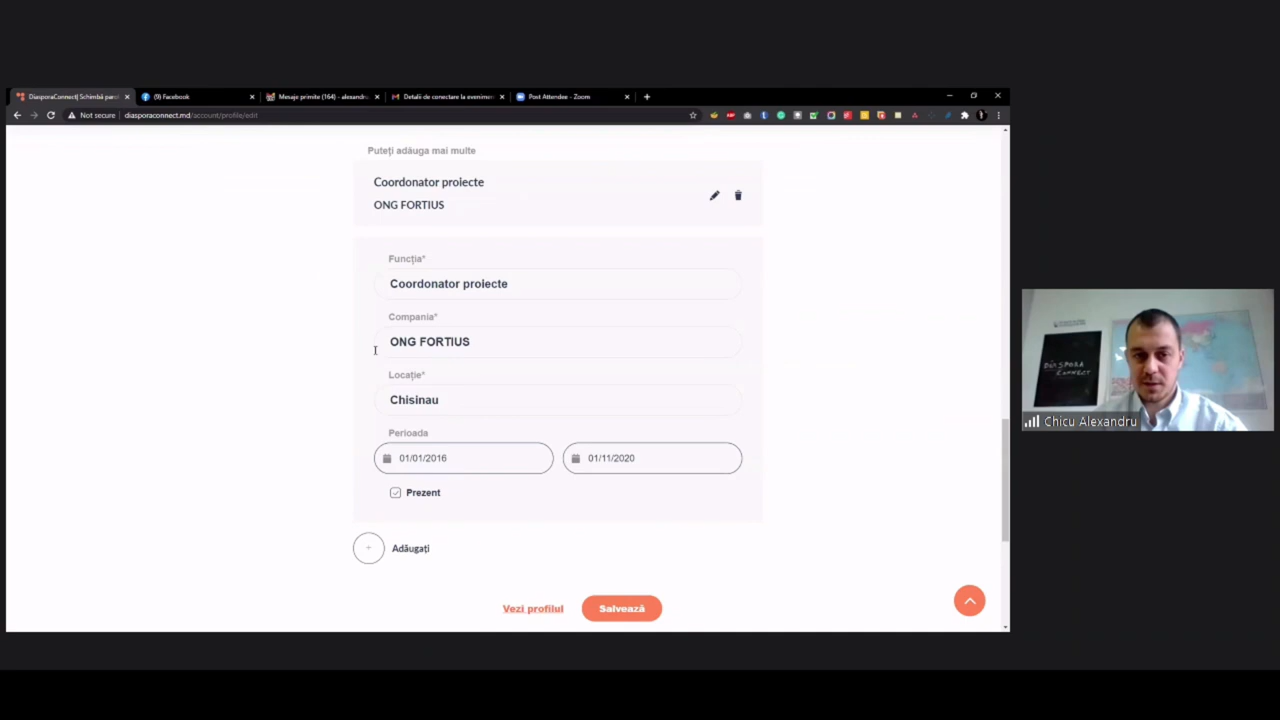 DiasporaConnect| Schimbă paro
(9) Facebook
Mesaje primite (164) - alexandru
Detalii de conectare la evenimen
Post Attendee - Zoom
Not secure
diasporaconnect.md/account/profile/edit
Puteți adăuga mai multe
Coordonator proiecte
ONG FORTIUS
Funcția*
Coordonator proiecte
Compania*
ONG FORTIUS
Locație*
Chisinau
Perioada
01/01/2016
01/11/2020
Prezent
Adăugați
Vezi profilul
Salvează
DIASPORA
CONNECT
Chicu Alexandru